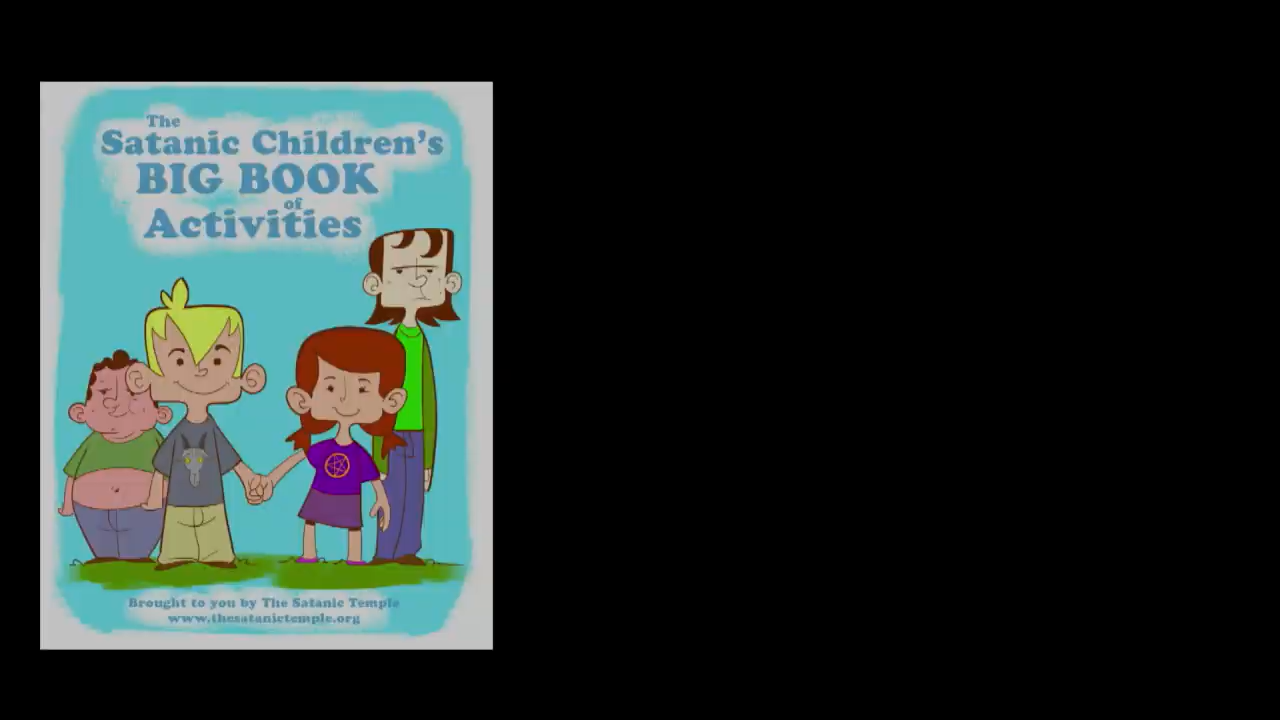 The
Satanic Children's
BIG BOOK
of
Activities
Brought to you by The Satanic Temple
www.thesatanictemple.org